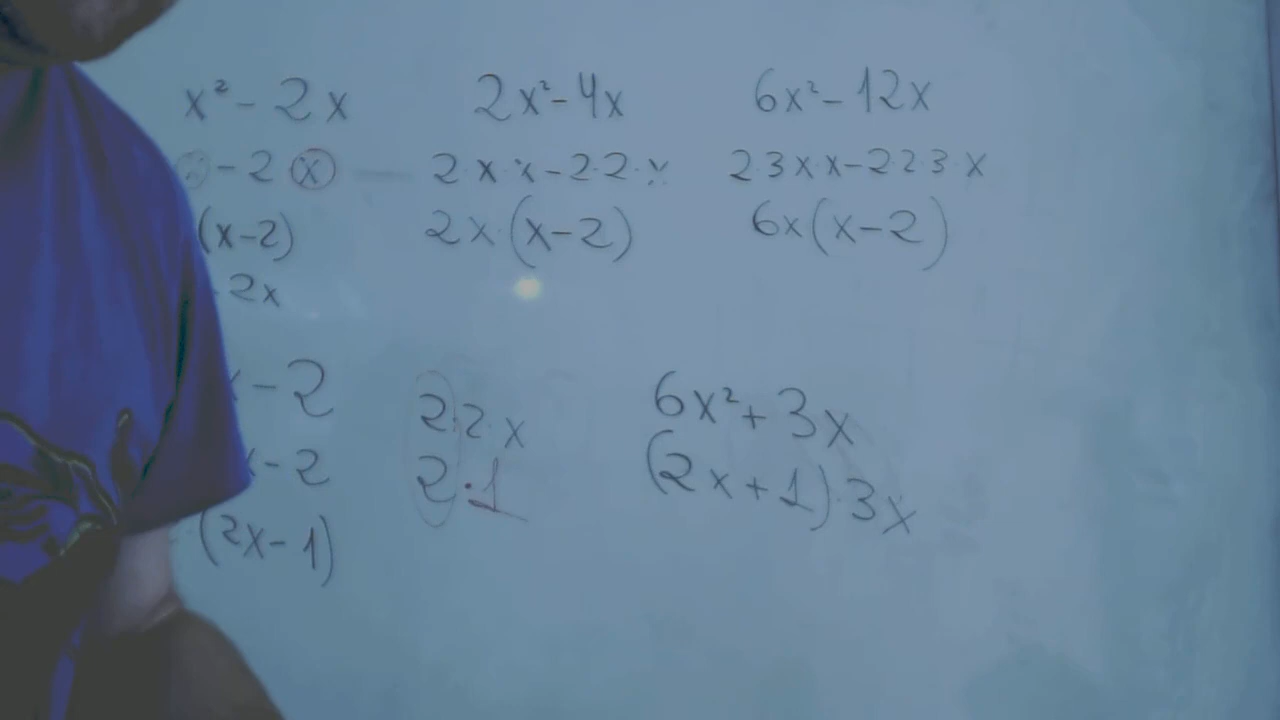 x² - 2x
2x² - 4x
6x² - 12x
- 2 (x)
2 x x - 2·2·x
2·3 x x - 2 2 3 x
(x-2)
2x·(x-2)
6x(x-2)
2x
- 2
2·2 x
6x² + 3x
- 2
2·1
(2x+1)·3x
(2x-1)